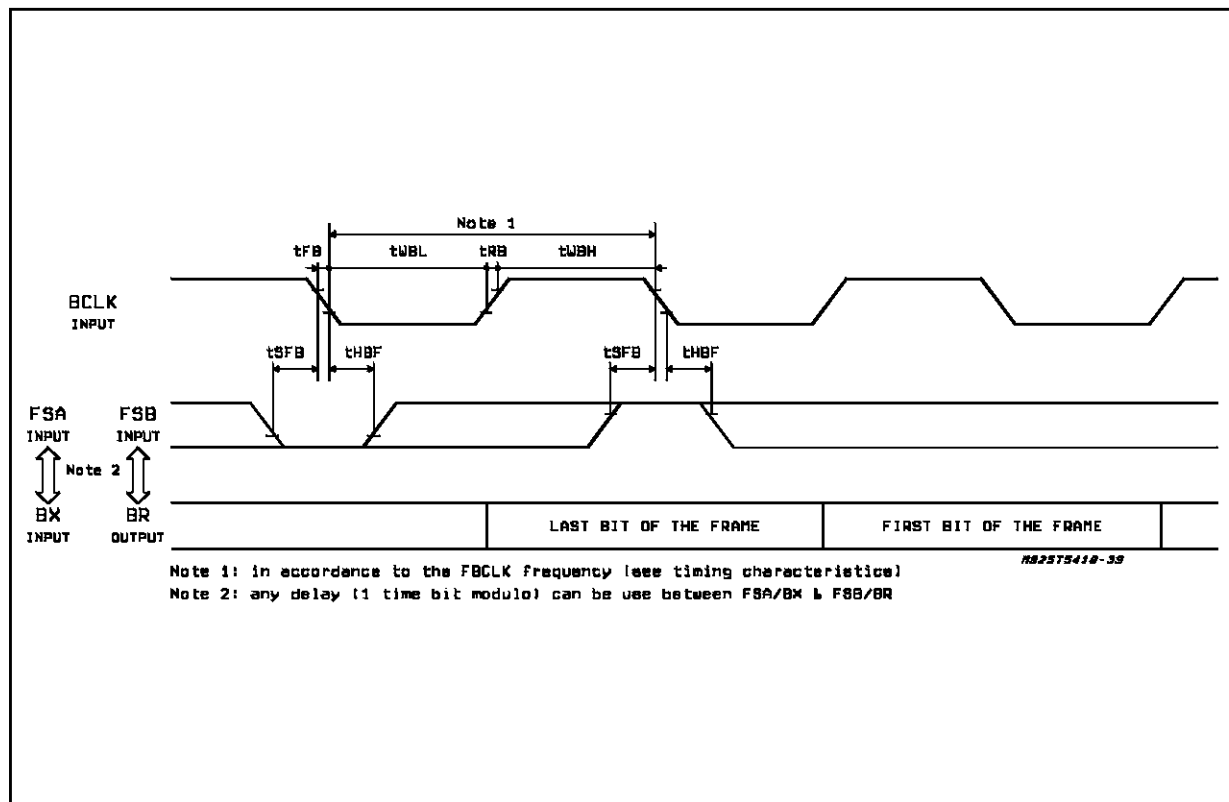 Note 1
tFB tWBL tRB tWBH
BCLK
INPUT
tSFB tHBF tSFB tHBF
FSA FSB
INPUT INPUT
Note 2
BX BR
INPUT OUTPUT
LAST BIT OF THE FRAME FIRST BIT OF THE FRAME
M92ST5410-39
Note 1: in accordance to the FBCLK frequency (see timing characteristics)
Note 2: any delay (1 time bit modulo) can be use between FSA/BX & FSB/BR